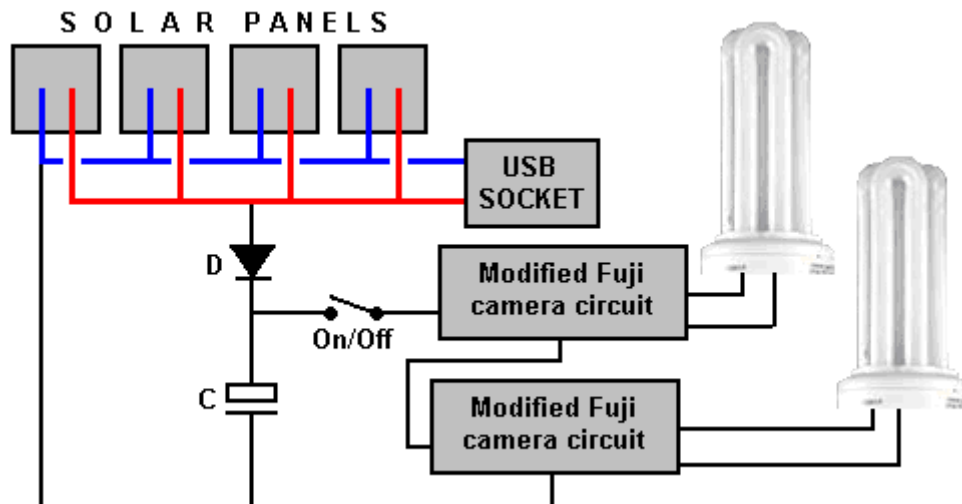 SOLAR PANELS
USB
SOCKET
D
Modified Fuji
camera circuit
On/Off
C
Modified Fuji
camera circuit